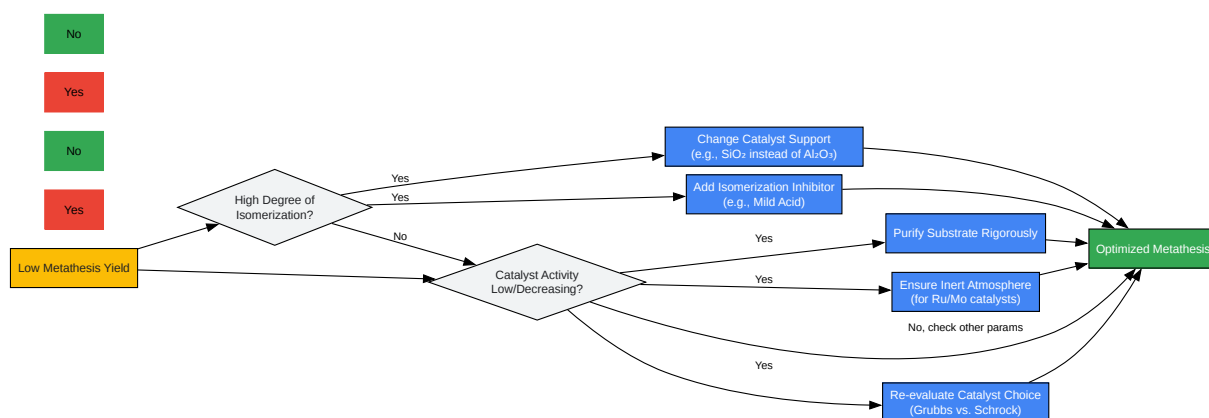 No
Yes
No
Yes
Low Metathesis Yield
High Degree of
Isomerization?
Yes
Yes
No
Change Catalyst Support
(e.g., SiO₂ instead of Al₂O₃)
Add Isomerization Inhibitor
(e.g., Mild Acid)
Catalyst Activity
Low/Decreasing?
Yes
Yes
No, check other params
Yes
Purify Substrate Rigorously
Ensure Inert Atmosphere
(for Ru/Mo catalysts)
Re-evaluate Catalyst Choice
(Grubbs vs. Schrock)
Optimized Metathesis